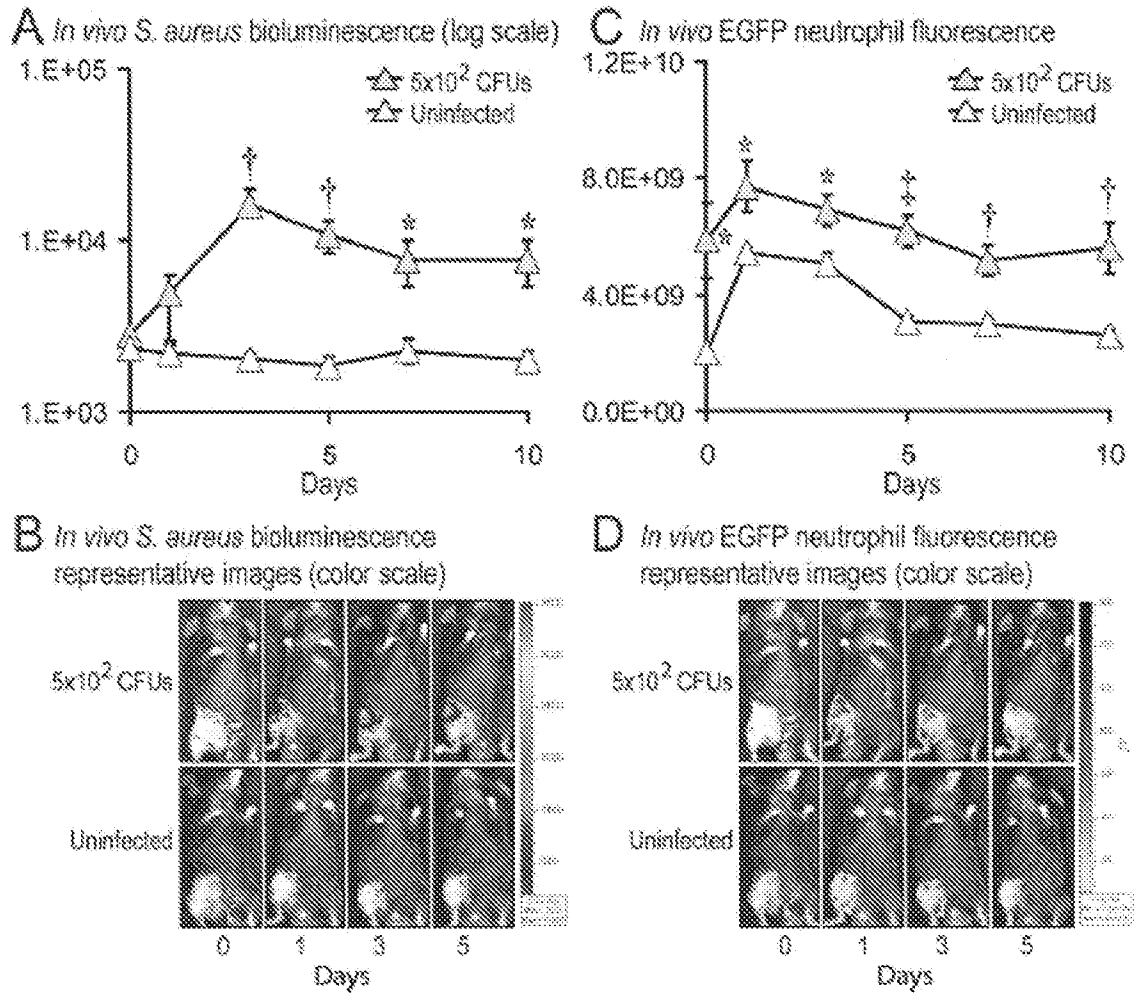 A In vivo S. aureus bioluminescence (log scale)
1.E+05
1.E+04
1.E+03
5x10² CFUs
Uninfected
†
†
*
*
0
5
10
Days
C In vivo EGFP neutrophil fluorescence
1.2E+10
8.0E+09
4.0E+09
0.0E+00
5x10² CFUs
Uninfected
*
*
*
‡
†
†
0
5
10
Days
B In vivo S. aureus bioluminescence
representative images (color scale)
5x10² CFUs
Uninfected
0
1
3
5
Days
D In vivo EGFP neutrophil fluorescence
representative images (color scale)
5x10² CFUs
Uninfected
0
1
3
5
Days